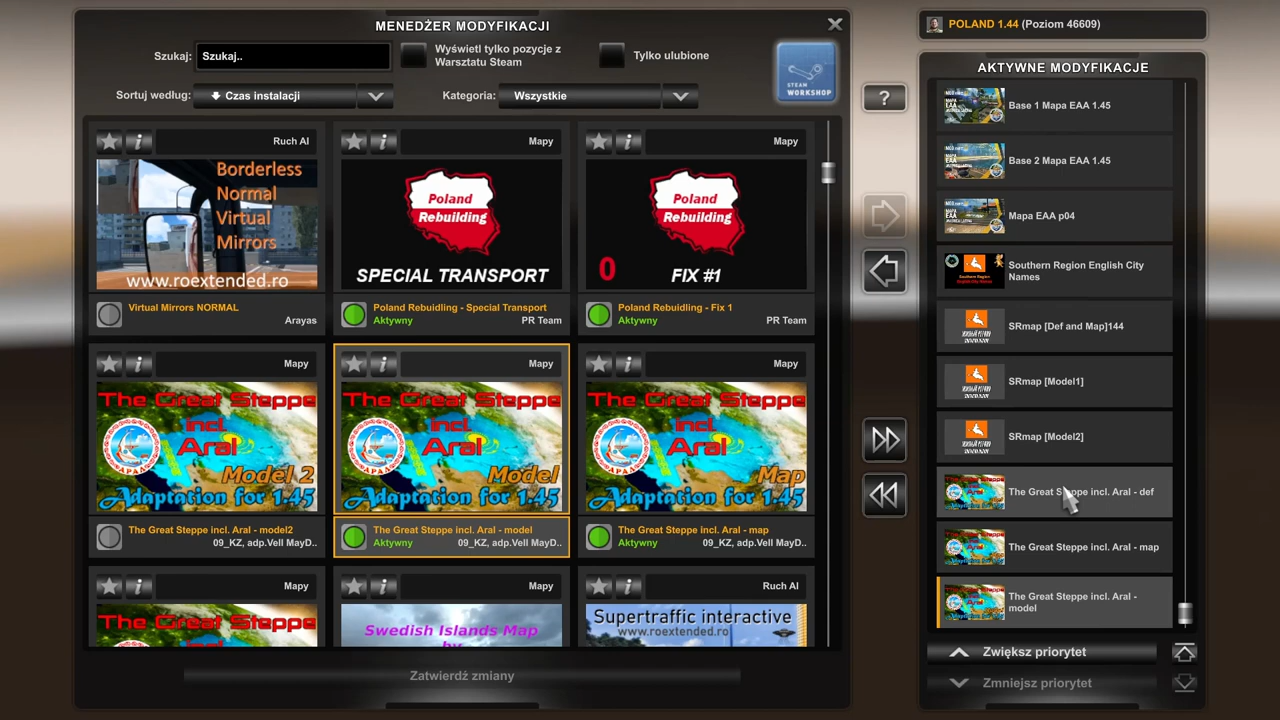 MENEDŻER MODYFIKACJI
Szukaj:
Szukaj..
Wyświetl tylko pozycje z
Warsztatu Steam
Tylko ulubione
STEAM
WORKSHOP
Sortuj według:
Czas instalacji
Kategoria:
Wszystkie
Ruch AI
Borderless
Normal
Virtual
Mirrors
www.roextended.ro
Virtual Mirrors NORMAL
Arayas
Mapy
Poland
Rebuilding
SPECIAL TRANSPORT
Poland Rebuidling - Special Transport
Aktywny
PR Team
Mapy
Poland
Rebuilding
0
FIX #1
Poland Rebuidling - Fix 1
Aktywny
PR Team
Mapy
The Great Steppe
incl.
Aral
Model 2
Adaptation for 1.45
The Great Steppe incl. Aral - model2
09_KZ, adp.Vell MayD..
Mapy
The Great Steppe
incl.
Aral
Model
Adaptation for 1.45
The Great Steppe incl. Aral - model
Aktywny
09_KZ, adp.Vell MayD..
Mapy
The Great Steppe
incl.
Aral
Map
Adaptation for 1.45
The Great Steppe incl. Aral - map
Aktywny
09_KZ, adp.Vell MayD..
Mapy
The Great Steppe
Mapy
Swedish Islands Map
by
Ruch AI
Supertraffic interactive
www.roextended.ro
Zatwierdź zmiany
?
POLAND 1.44 (Poziom 46609)
AKTYWNE MODYFIKACJE
Base 1 Mapa EAA 1.45
Base 2 Mapa EAA 1.45
Mapa EAA p04
Southern Region English City
Names
SRmap [Def and Map]144
SRmap [Model1]
SRmap [Model2]
The Great Steppe incl. Aral - def
The Great Steppe incl. Aral - map
The Great Steppe incl. Aral -
model
Zwiększ priorytet
Zmniejsz priorytet